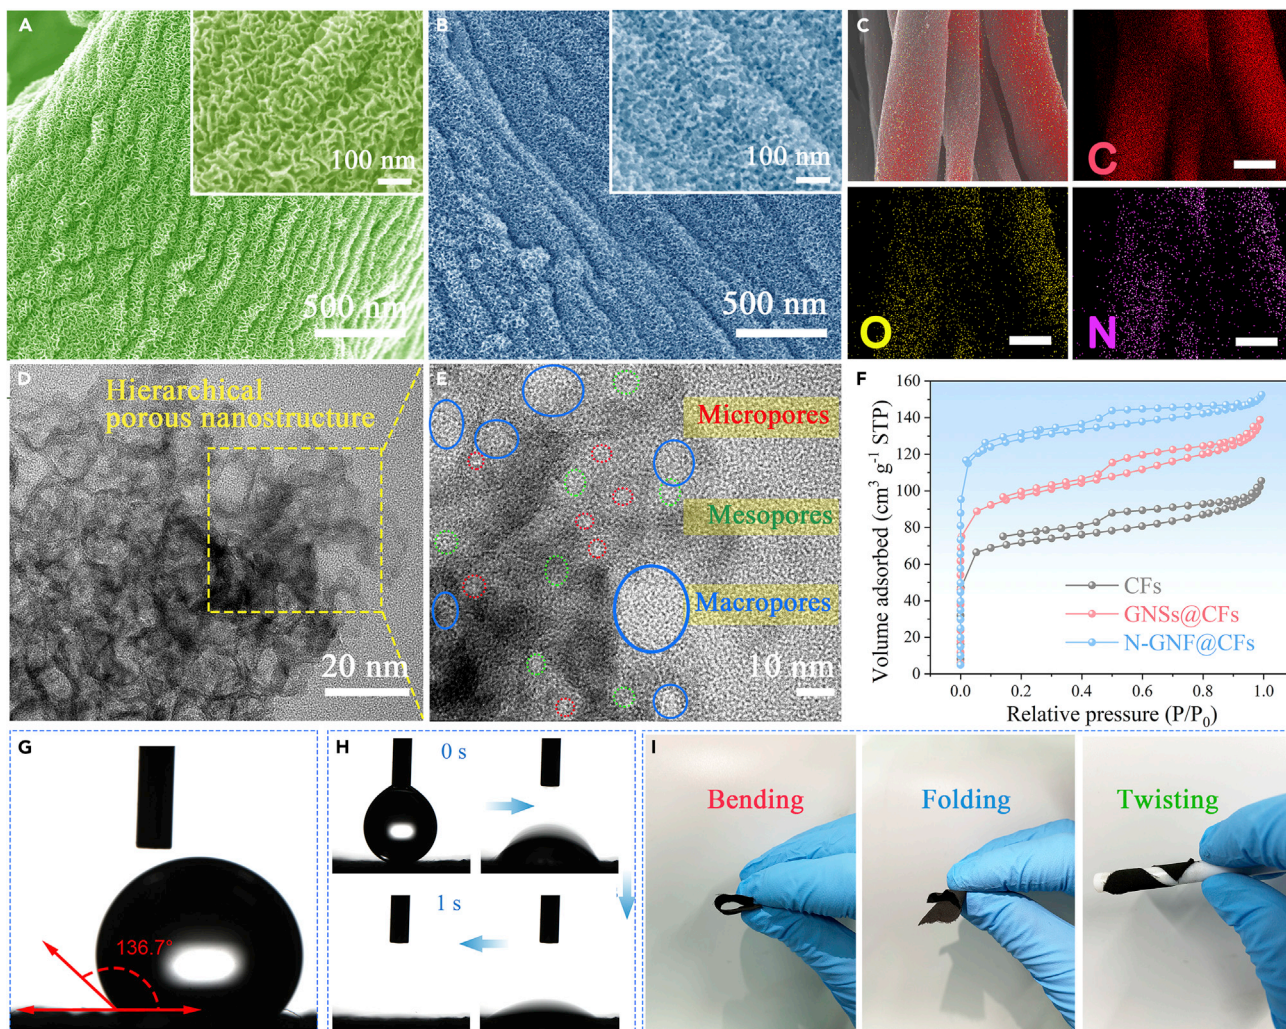 A
100 nm
500 nm
B
100 nm
500 nm
C
C
O
N
D
Hierarchical
porous nanostructure
20 nm
E
Micropores
Mesopores
Macropores
10 nm
F
Volume adsorbed (cm³ g⁻¹ STP)
160
140
120
100
80
60
40
20
0
CFs
GNSs@CFs
N-GNF@CFs
0.0 0.2 0.4 0.6 0.8 1.0
Relative pressure (P/P₀)
G
136.7°
H
0 s
1 s
I
Bending
Folding
Twisting